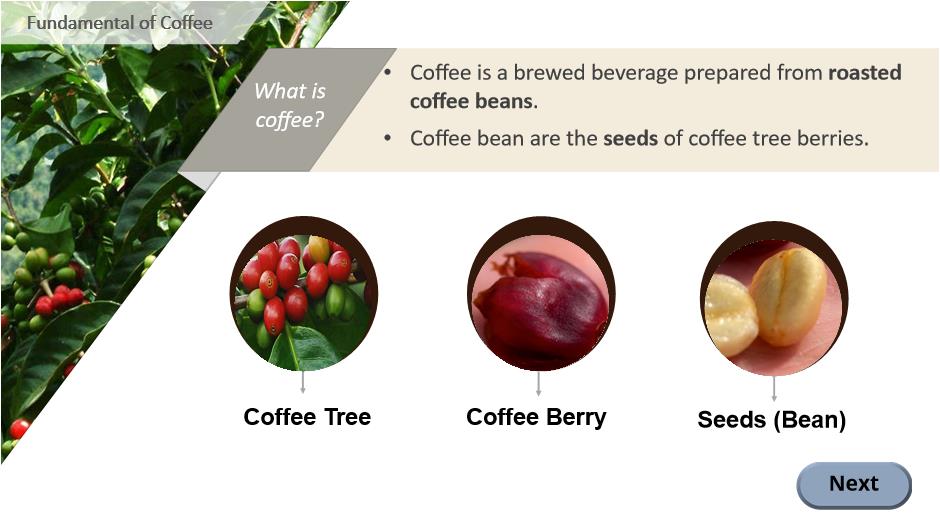 Fundamental of Coffee
What is
coffee?
• Coffee is a brewed beverage prepared from roasted
coffee beans.
• Coffee bean are the seeds of coffee tree berries.
Coffee Tree
Coffee Berry
Seeds (Bean)
Next